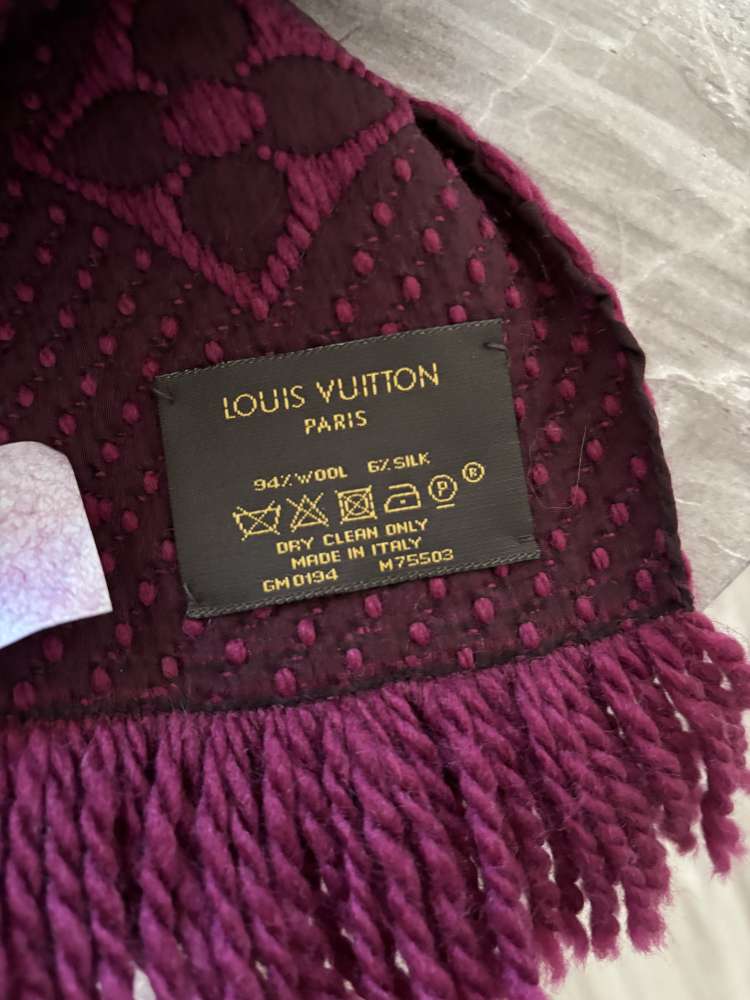 LOUIS VUITTON
PARIS
94% WOOL 6% SILK
P ®
DRY CLEAN ONLY
MADE IN ITALY
GM0194 M75503